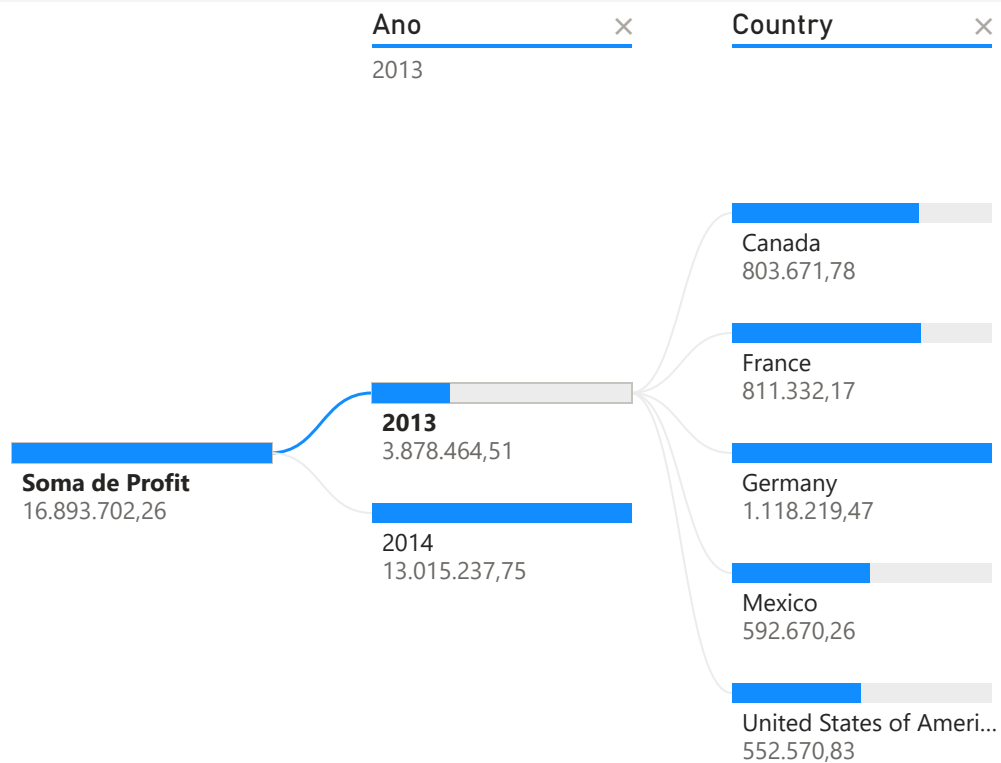 Ano
Country
2013
Canada
803.671,78
France
811.332,17
2013
3.878.464,51
Soma de Profit
16.893.702,26
Germany
1.118.219,47
2014
13.015.237,75
Mexico
592.670,26
United States of Ameri...
552.570,83